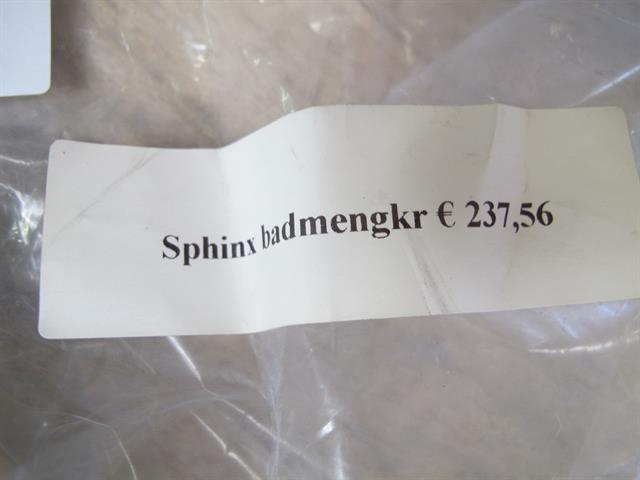 Sphinx badmengkr € 237,56